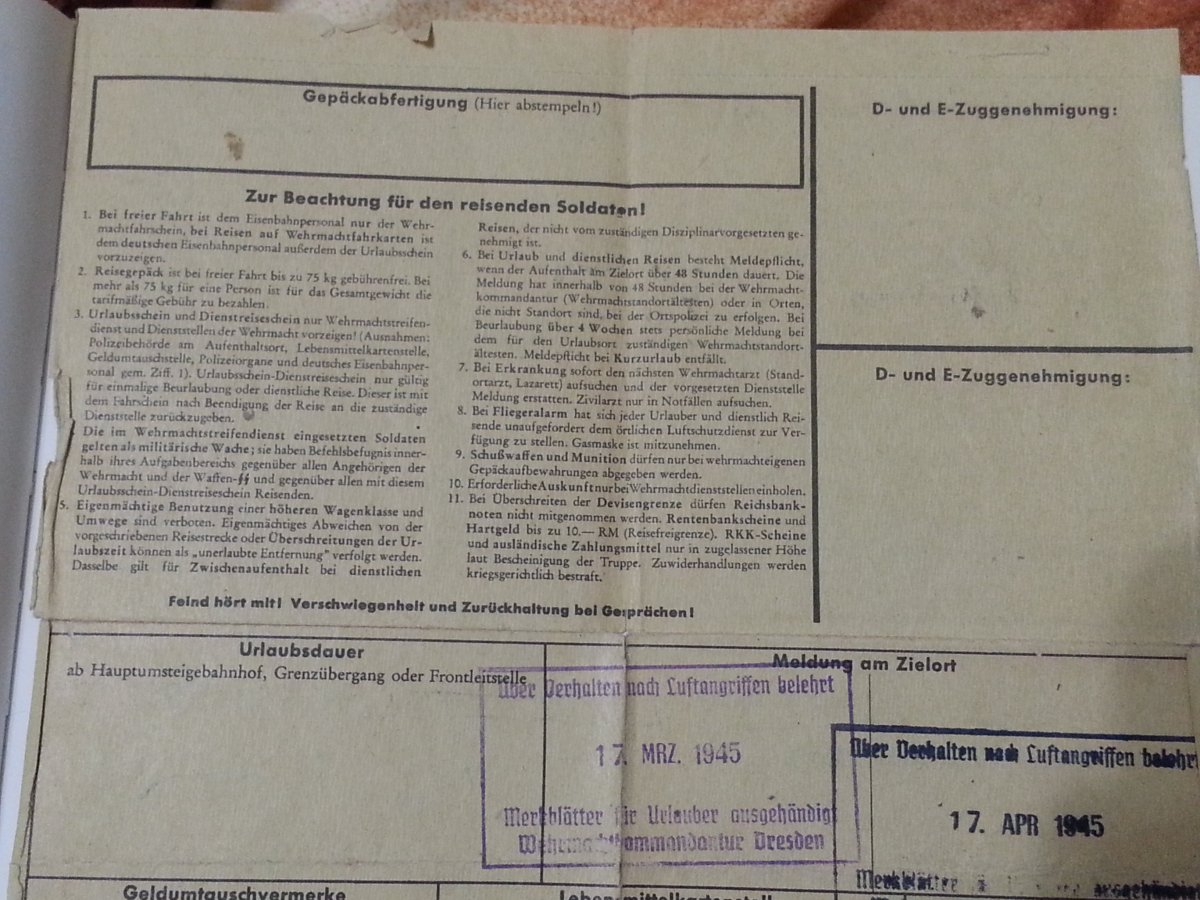 Gepäckabfertigung (Hier abstempeln!)
D- und E-Zuggenehmigung:
Zur Beachtung für den reisenden Soldaten!
1. Bei freier Fahrt ist dem Eisenbahnpersonal nur der Wehr-
machtfahrschein, bei Reisen auf Wehrmachtfahrkarten ist
dem deutschen Eisenbahnpersonal außerdem der Urlaubsschein
vorzuzeigen.
2. Reisegepäck ist bei freier Fahrt bis zu 75 kg gebührenfrei. Bei
mehr als 75 kg für eine Person ist für das Gesamtgewicht die
tarifmäßige Gebühr zu bezahlen.
3. Urlaubsschein und Dienstreiseschein nur Wehrmachtstreifen-
dienst und Dienststellen der Wehrmacht vorzeigen! (Ausnahmen:
Polizeibehörde am Aufenthaltsort, Lebensmittelkartenstelle,
Geldumtauschstelle, Polizeiorgane und deutsches Eisenbahnper-
sonal gem. Ziff. 1). Urlaubsschein-Dienstreiseschein nur gültig
für einmalige Beurlaubung oder dienstliche Reise. Dieser ist mit
dem Fahrschein nach Beendigung der Reise an die zuständige
Dienststelle zurückzugeben.
Die im Wehrmachtstreifendienst eingesetzten Soldaten
gelten als militärische Wache; sie haben Befehlsbefugnis inner-
halb ihres Aufgabenbereichs gegenüber allen Angehörigen der
Wehrmacht und der Waffen-ᛋᛋ und gegenüber allen mit diesem
Urlaubsschein-Dienstreiseschein Reisenden.
5. Eigenmächtige Benutzung einer höheren Wagenklasse und
Umwege sind verboten. Eigenmächtiges Abweichen von der
vorgeschriebenen Reisestrecke oder Überschreitungen der Ur-
laubszeit können als „unerlaubte Entfernung" verfolgt werden.
Dasselbe gilt für Zwischenaufenthalt bei dienstlichen
Reisen, der nicht vom zuständigen Disziplinarvorgesetzten ge-
nehmigt ist.
6. Bei Urlaub und dienstlichen Reisen besteht Meldepflicht,
wenn der Aufenthalt am Zielort über 48 Stunden dauert. Die
Meldung hat innerhalb von 48 Stunden bei der Wehrmacht-
kommandantur (Wehrmachtstandortältesten) oder in Orten,
die nicht Standort sind, bei der Ortspolizei zu erfolgen. Bei
Beurlaubung über 4 Wochen stets persönliche Meldung bei
dem für den Urlaubsort zuständigen Wehrmachtstandort-
ältesten. Meldepflicht bei Kurzurlaub entfällt.
7. Bei Erkrankung sofort den nächsten Wehrmachtarzt (Stand-
ortarzt, Lazarett) aufsuchen und der vorgesetzten Dienststelle
Meldung erstatten. Zivilarzt nur in Notfällen aufsuchen.
8. Bei Fliegeralarm hat sich jeder Urlauber und dienstlich Rei-
sende unaufgefordert dem örtlichen Luftschutzdienst zur Ver-
fügung zu stellen. Gasmaske ist mitzunehmen.
9. Schußwaffen und Munition dürfen nur bei wehrmachteigenen
Gepäckaufbewahrungen abgegeben werden.
10. Erforderliche Auskunft nur bei Wehrmachtdienststellen einholen.
11. Bei Überschreiten der Devisengrenze dürfen Reichsbank-
noten nicht mitgenommen werden. Rentenbankscheine und
Hartgeld bis zu 10.— RM (Reisefreigrenze). RKK-Scheine
und ausländische Zahlungsmittel nur in zugelassener Höhe
laut Bescheinigung der Truppe. Zuwiderhandlungen werden
kriegsgerichtlich bestraft.
D- und E-Zuggenehmigung:
Feind hört mit! Verschwiegenheit und Zurückhaltung bei Gesprächen!
Urlaubsdauer
ab Hauptumsteigebahnhof, Grenzübergang oder Frontleitstelle
Meldung am Zielort
Über Verhalten nach Luftangriffen belehrt
17. MRZ. 1945
Merkblätter für Urlauber ausgehändigt
Wehrmachtkommandantur Dresden
Über Verhalten nach Luftangriffen belehrt
17. APR 1945
Merkblätter ausgehändigt
Geldumtauschvermerke